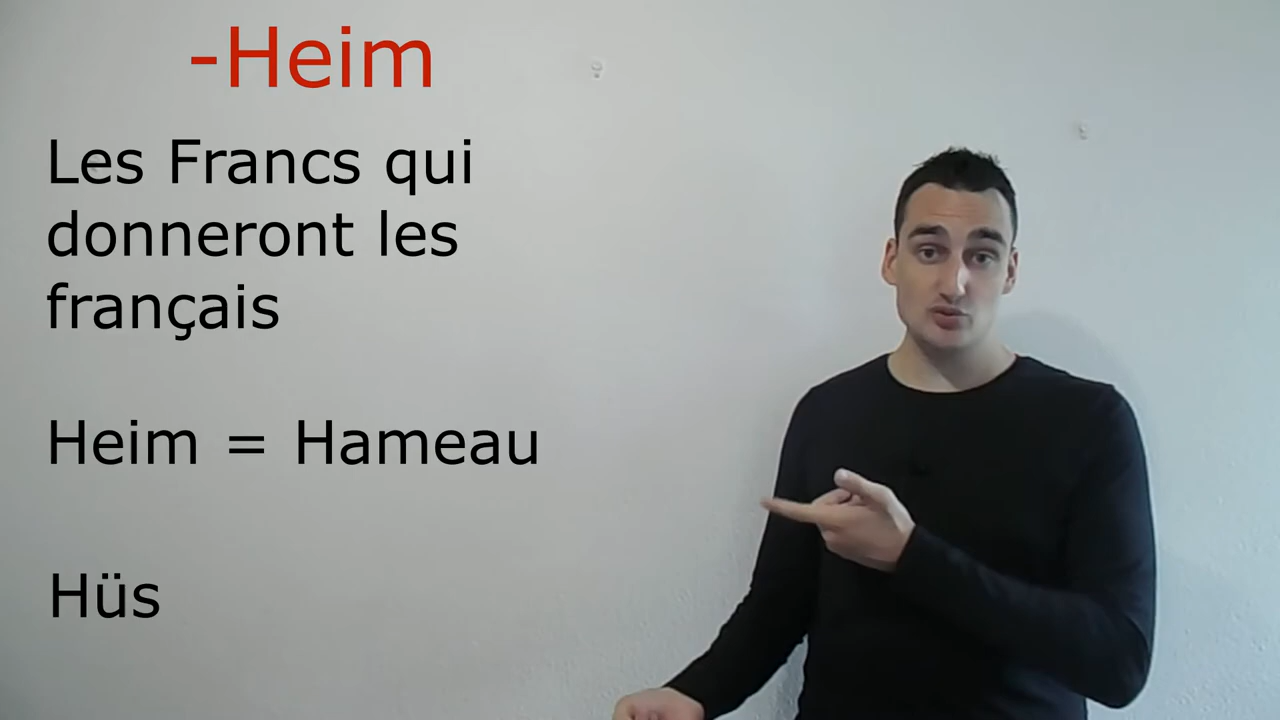 -Heim
Les Francs qui
donneront les
français
Heim = Hameau
Hüs